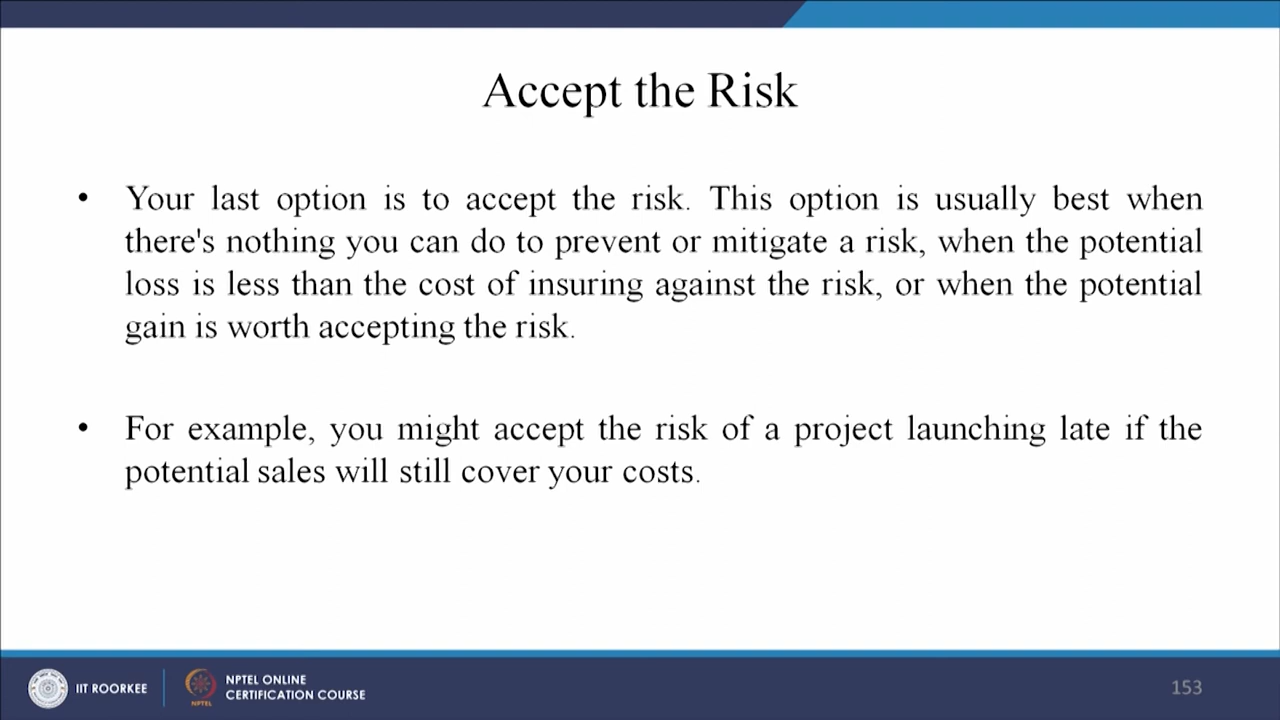 Accept the Risk
• Your last option is to accept the risk. This option is usually best when
there's nothing you can do to prevent or mitigate a risk, when the potential
loss is less than the cost of insuring against the risk, or when the potential
gain is worth accepting the risk.
• For example, you might accept the risk of a project launching late if the
potential sales will still cover your costs.
IIT ROORKEE
NPTEL
NPTEL ONLINE
CERTIFICATION COURSE
153